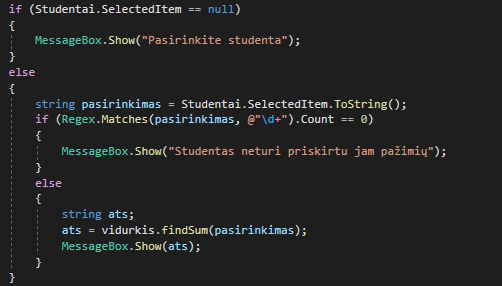 if (Studentai.SelectedItem == null)
{
MessageBox.Show("Pasirinkite studenta");
}
else
{
string pasirinkimas = Studentai.SelectedItem.ToString();
if (Regex.Matches(pasirinkimas, @"\d+").Count == 0)
{
MessageBox.Show("Studentas neturi priskirtu jam pažimių");
}
else
{
string ats;
ats = vidurkis.findSum(pasirinkimas);
MessageBox.Show(ats);
}
}